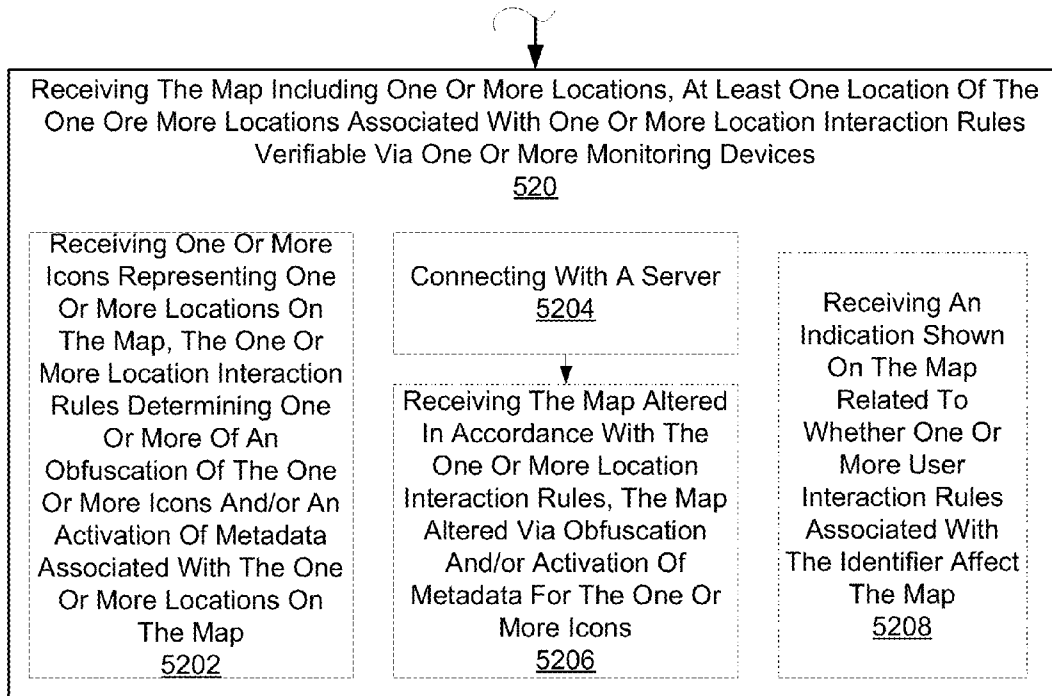 Receiving The Map Including One Or More Locations, At Least One Location Of The
One Ore More Locations Associated With One Or More Location Interaction Rules
Verifiable Via One Or More Monitoring Devices
520
Receiving One Or More
Icons Representing One
Or More Locations On
The Map, The One Or
More Location Interaction
Rules Determining One
Or More Of An
Obfuscation Of The One
Or More Icons And/or An
Activation Of Metadata
Associated With The One
Or More Locations On
The Map
5202
Connecting With A Server
5204
Receiving The Map Altered
In Accordance With The
One Or More Location
Interaction Rules, The Map
Altered Via Obfuscation
And/or Activation Of
Metadata For The One Or
More Icons
5206
Receiving An
Indication Shown
On The Map
Related To
Whether One Or
More User
Interaction Rules
Associated With
The Identifier Affect
The Map
5208